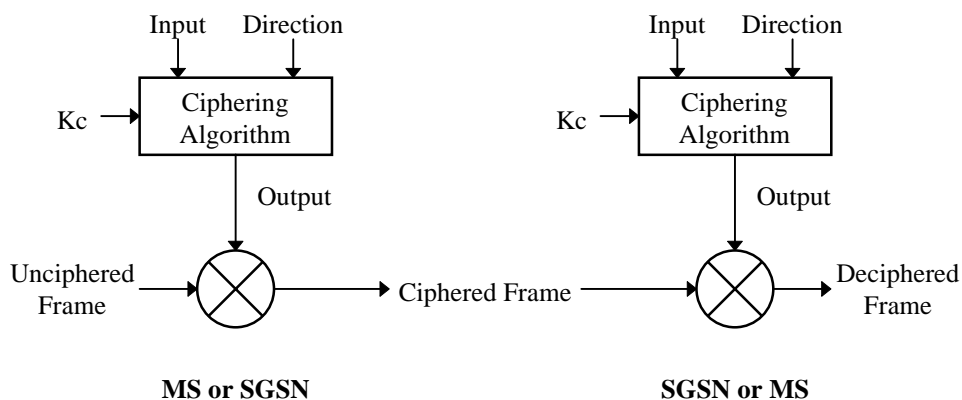 Input Direction
Ciphering
Algorithm
Kc
Output
Unciphered
Frame
Ciphered Frame
MS or SGSN
Input Direction
Ciphering
Algorithm
Kc
Output
Deciphered
Frame
SGSN or MS